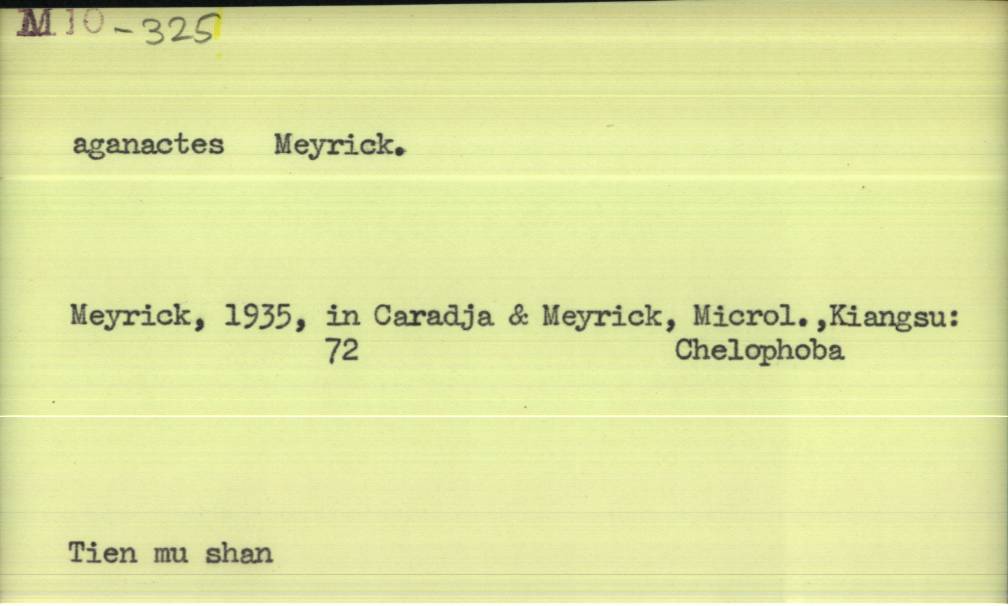 M10-325
aganactes Meyrick.
Meyrick, 1935, in Caradja & Meyrick, Microl.,Kiangsu:
72 Chelophoba
Tien mu shan